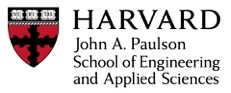 HARVARD
John A. Paulson
School of Engineering
and Applied Sciences